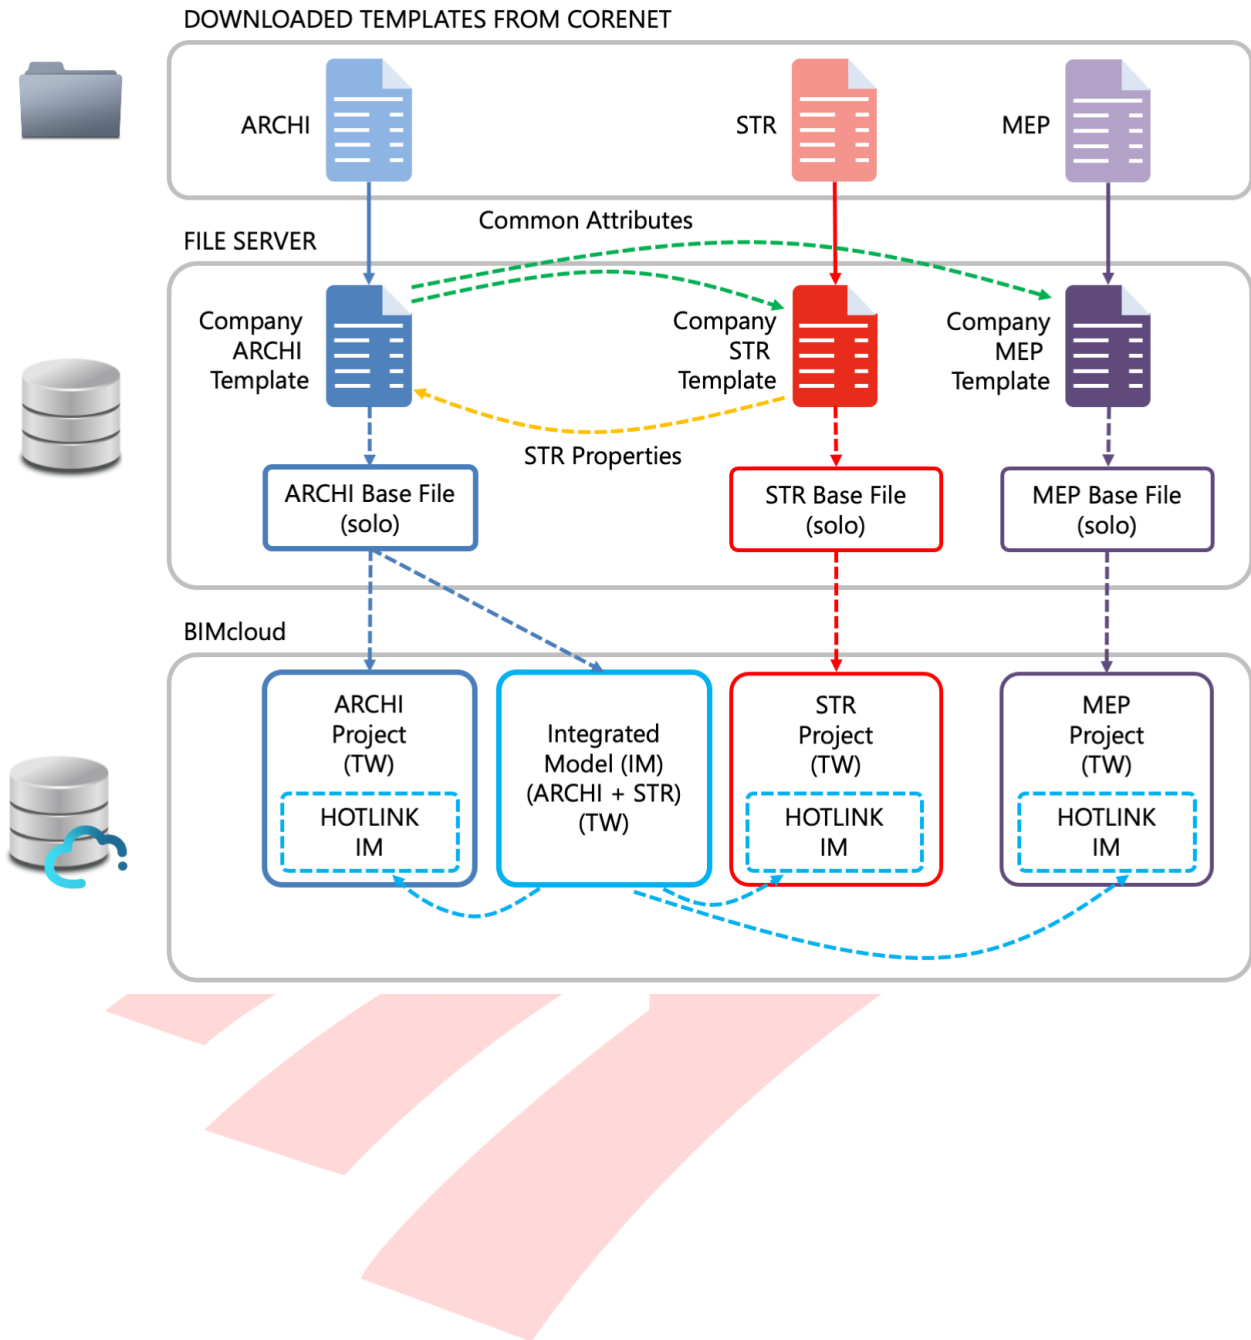 DOWNLOADED TEMPLATES FROM CORENET
ARCHI
STR
MEP
Common Attributes
FILE SERVER
Company
ARCHI
Template
Company
STR
Template
Company
MEP
Template
STR Properties
ARCHI Base File
(solo)
STR Base File
(solo)
MEP Base File
(solo)
BIMcloud
ARCHI
Project
(TW)
HOTLINK
IM
Integrated
Model (IM)
(ARCHI + STR)
(TW)
STR
Project
(TW)
HOTLINK
IM
MEP
Project
(TW)
HOTLINK
IM